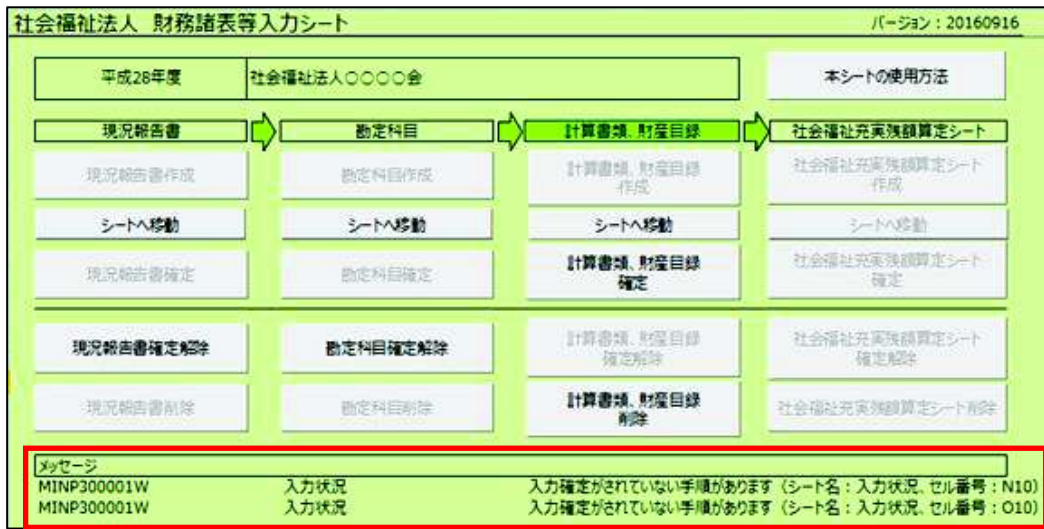 社会福祉法人 財務諸表等入力シート
バージョン：20160916
平成28年度
社会福祉法人○○○○会
本シートの使用方法
現況報告書
勘定科目
計算書類、財産目録
社会福祉充実残額算定シート
現況報告書作成
勘定科目作成
計算書類、財産目録
作成
社会福祉充実残額算定シート
作成
シートへ移動
シートへ移動
シートへ移動
シートへ移動
現況報告書確定
勘定科目確定
計算書類、財産目録
確定
社会福祉充実残額算定シート
確定
現況報告書確定解除
勘定科目確定解除
計算書類、財産目録
確定解除
社会福祉充実残額算定シート
確定解除
現況報告書削除
勘定科目削除
計算書類、財産目録
削除
社会福祉充実残額算定シート削除
メッセージ
MINP300001W 入力状況 入力確定がされていない手順があります（シート名：入力状況、セル番号：N10）
MINP300001W 入力状況 入力確定がされていない手順があります（シート名：入力状況、セル番号：O10）